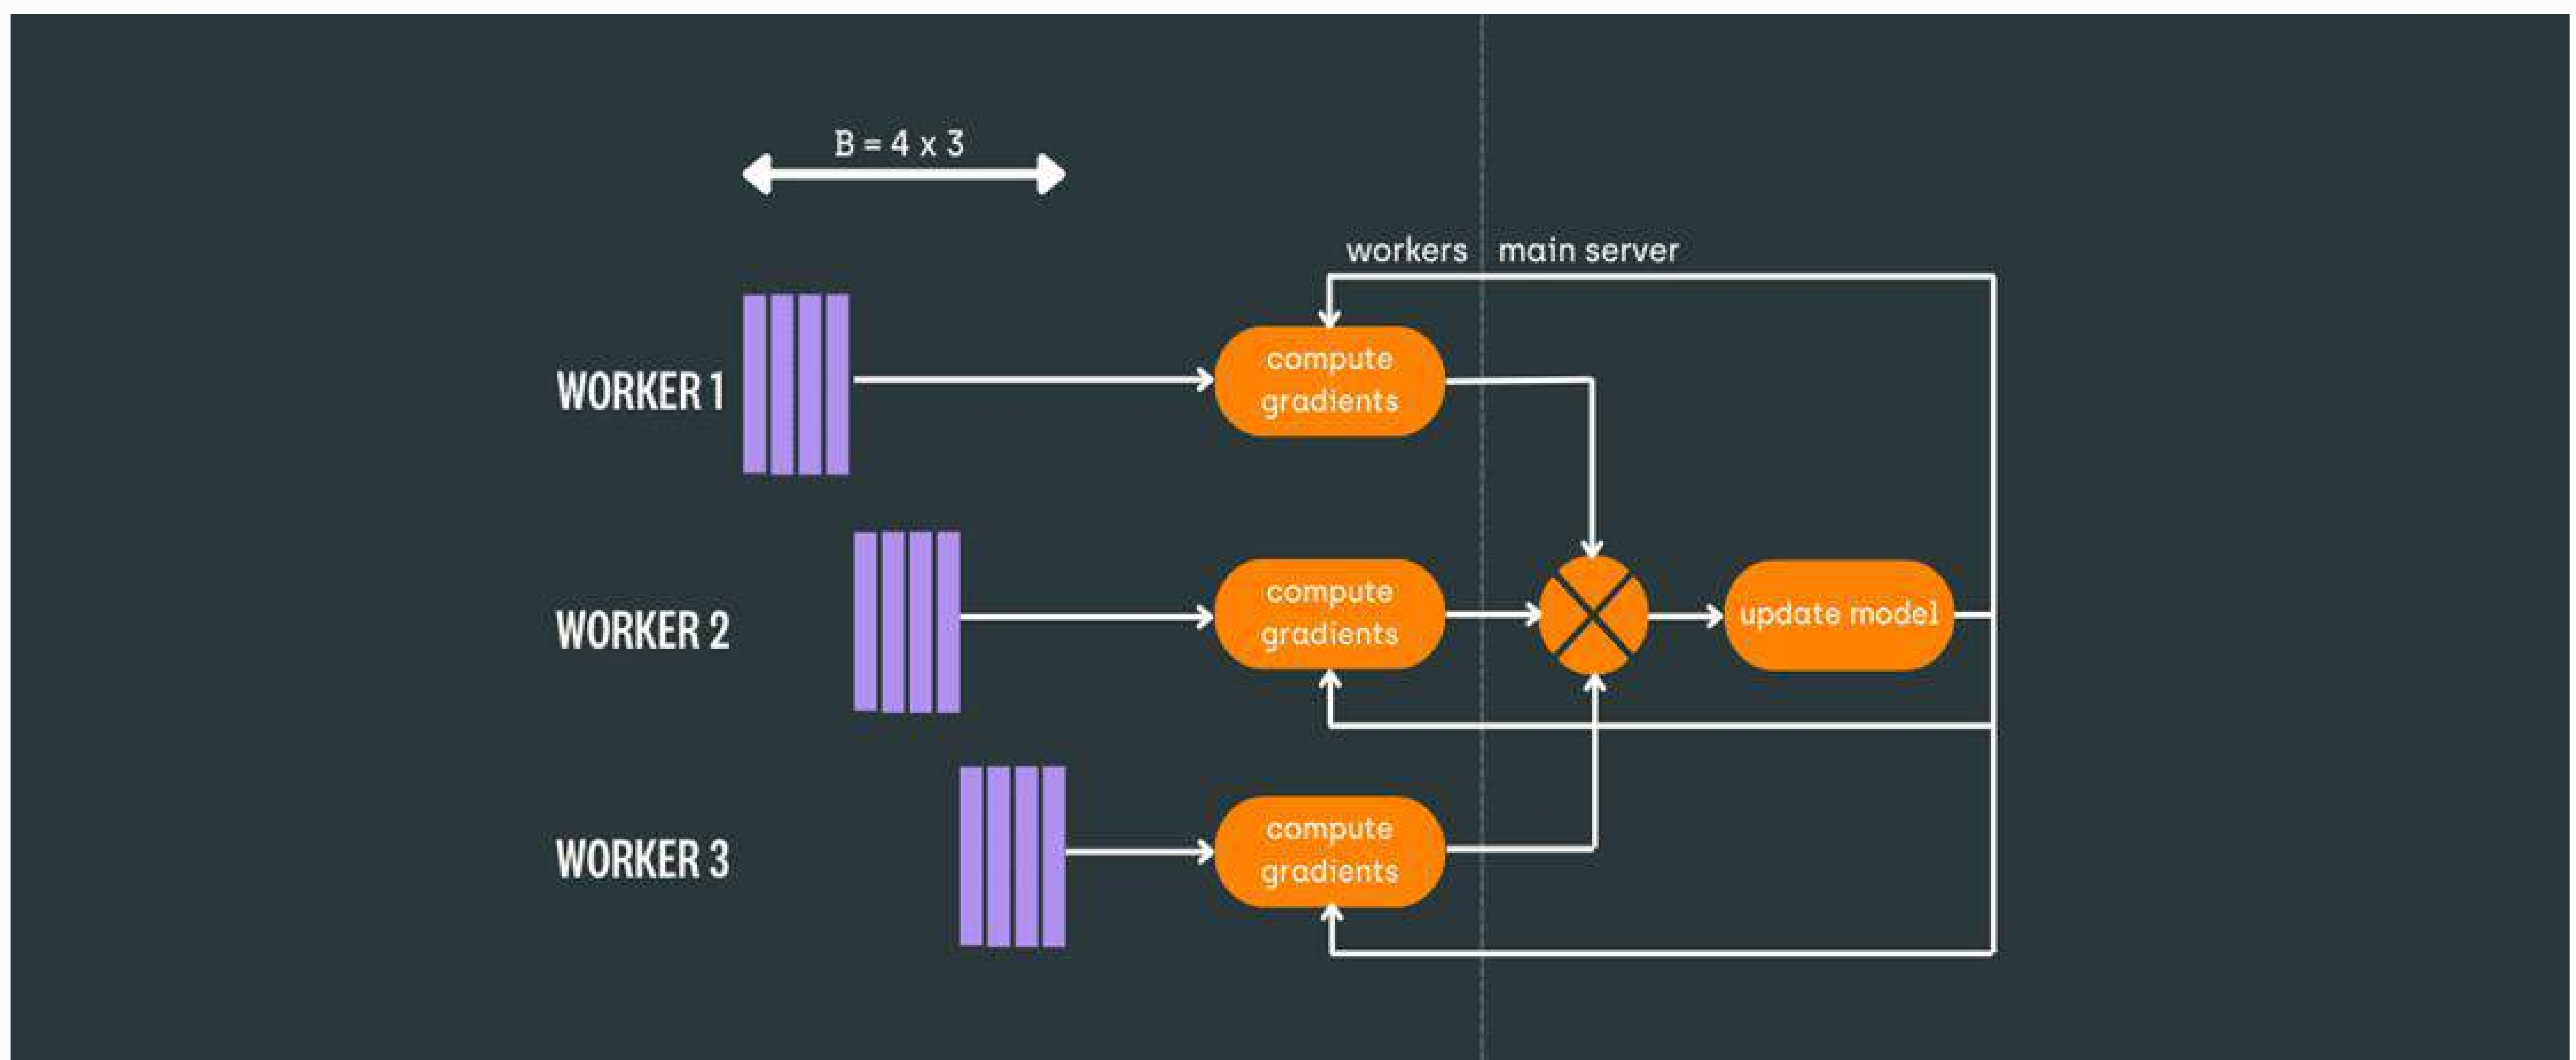 B = 4 x 3
workers
main server
WORKER 1
compute
gradients
WORKER 2
compute
gradients
update model
WORKER 3
compute
gradients